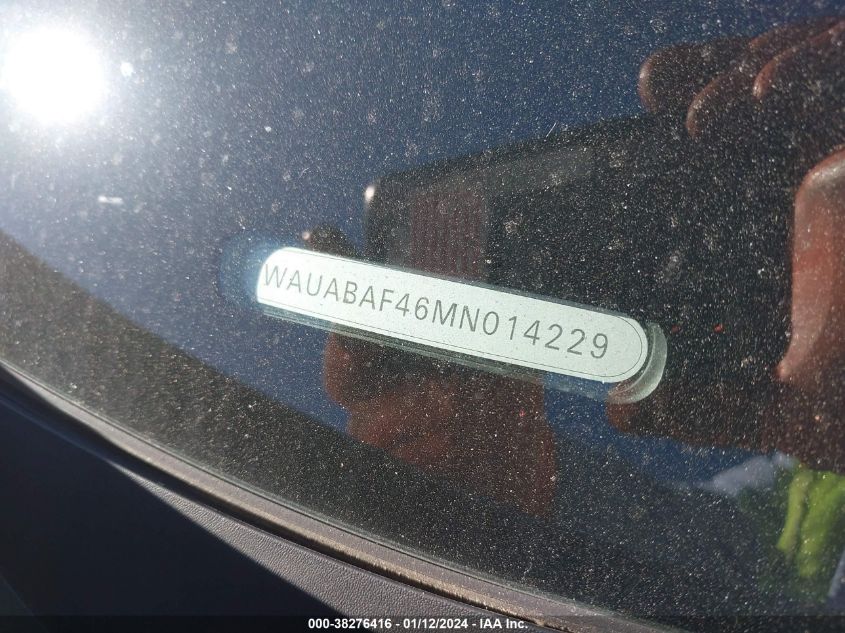 WAUABAF46MN014229
000-38276416 - 01/12/2024 - IAA Inc.